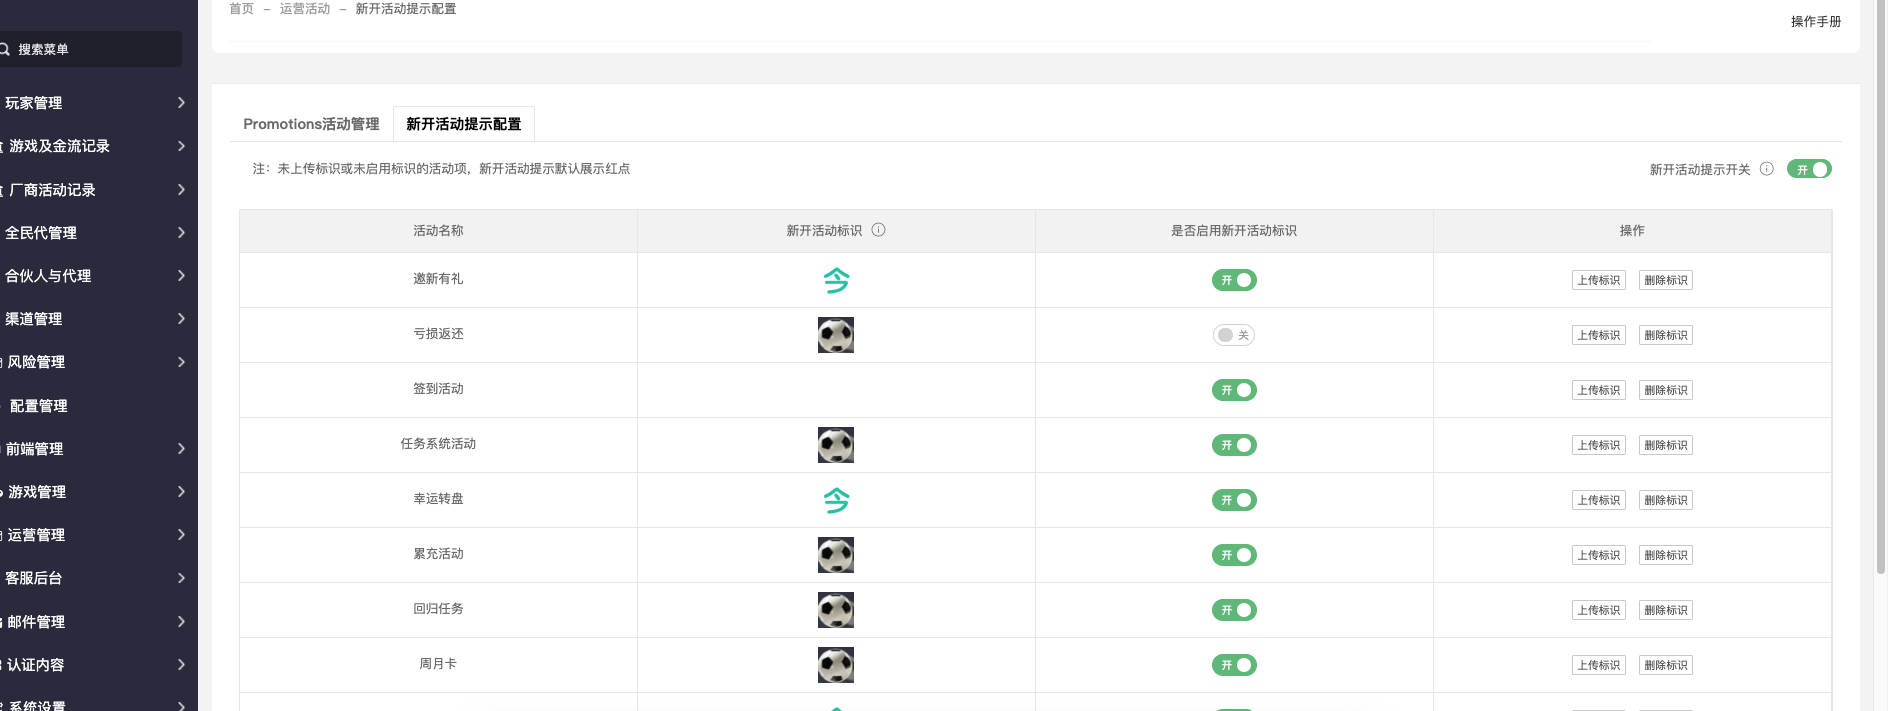 首页 – 运营活动 – 新开活动提示配置
操作手册
搜索菜单
玩家管理
游戏及金流记录
厂商活动记录
全民代管理
合伙人与代理
渠道管理
风险管理
配置管理
前端管理
游戏管理
运营管理
客服后台
邮件管理
认证内容
系统设置
Promotions活动管理 新开活动提示配置
注：未上传标识或未启用标识的活动项，新开活动提示默认展示红点
新开活动提示开关 开
活动名称 新开活动标识 是否启用新开活动标识 操作
邀新有礼 今 开 上传标识 删除标识
亏损返还 关 上传标识 删除标识
签到活动 开 上传标识 删除标识
任务系统活动 开 上传标识 删除标识
幸运转盘 今 开 上传标识 删除标识
累充活动 开 上传标识 删除标识
回归任务 开 上传标识 删除标识
周月卡 开 上传标识 删除标识